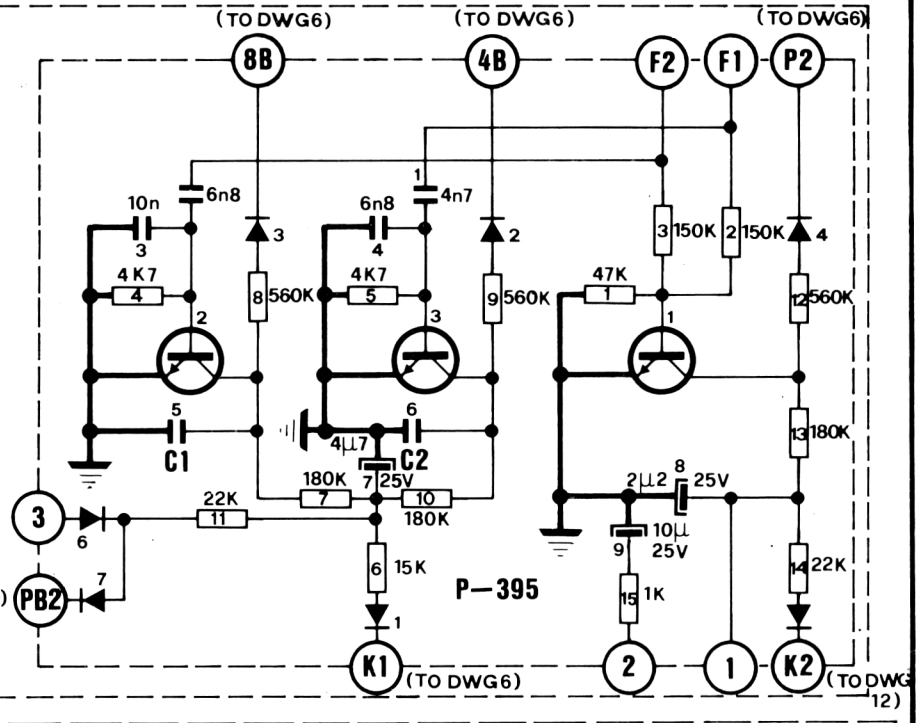 (TO DWG6) (TO DWG6) (TO DWG6)
8B 4B F2 F1 P2
10n 6n8 6n8 1 4n7
3 3 4 2 3 150K 2 150K 4
4K7 4K7 47K
4 8 560K 5 9 560K 1 12 560K
2 3 1
5 6 13 180K
C1 4μ7 C2
7 25V 2μ2 8 25V
180K
7 10
180K
22K
11
3 6 10μ
9 25V
7 6 15K 14 22K
) PB2 P-395 15 1K
1
K1 2 1 K2
(TO DWG6) (TO DWG
12)